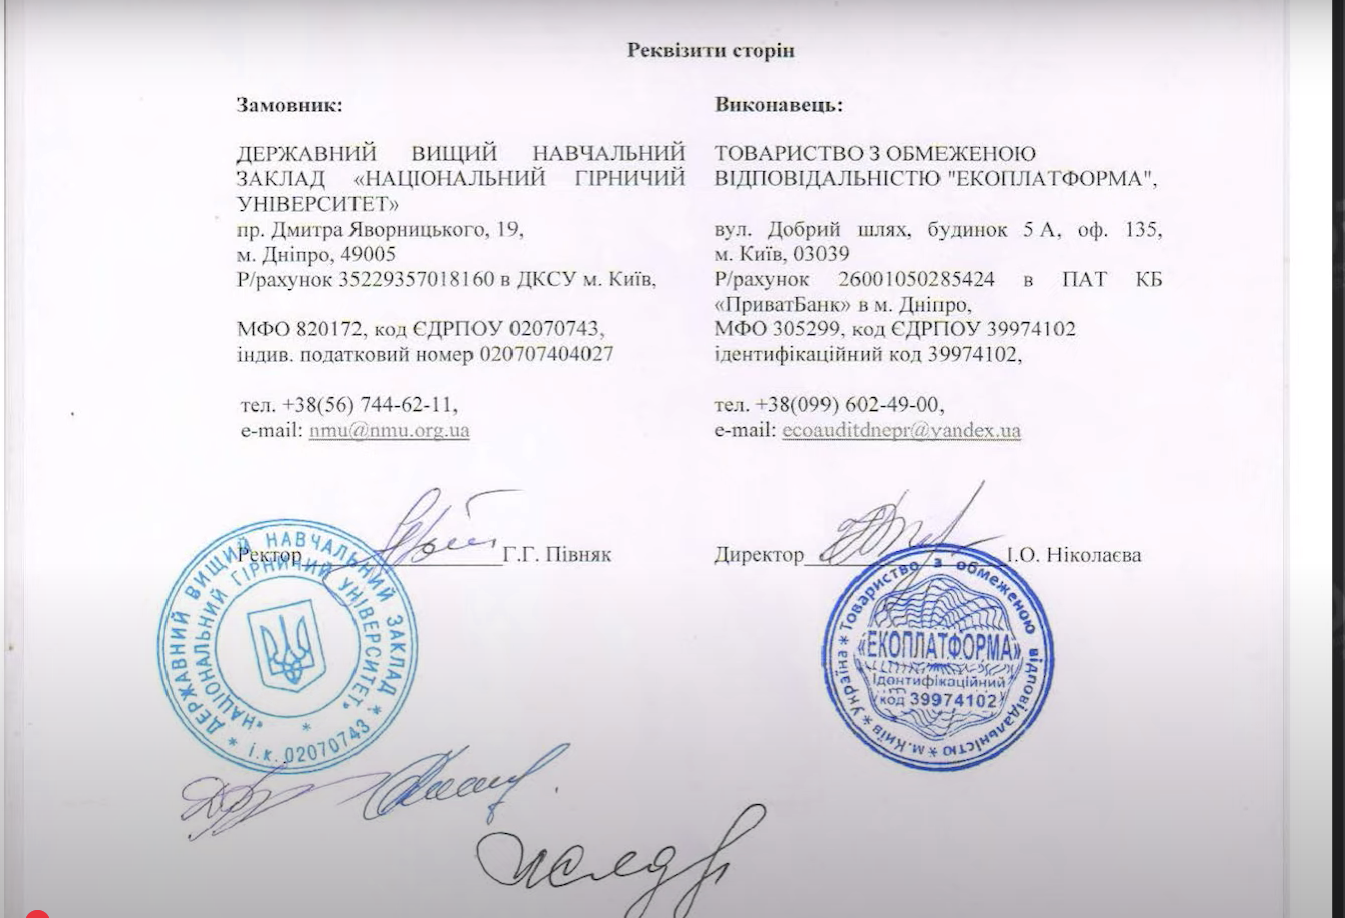 Реквізити сторін
Замовник:
ДЕРЖАВНИЙ ВИЩИЙ НАВЧАЛЬНИЙ
ЗАКЛАД «НАЦІОНАЛЬНИЙ ГІРНИЧИЙ
УНІВЕРСИТЕТ»
пр. Дмитра Яворницького, 19,
м. Дніпро, 49005
Р/рахунок 35229357018160 в ДКСУ м. Київ,
МФО 820172, код ЄДРПОУ 02070743,
індив. податковий номер 020707404027
тел. +38(56) 744-62-11,
e-mail: nmu@nmu.org.ua
Ректор Г.Г. Півняк
ДЕРЖАВНИЙ ВИЩИЙ НАВЧАЛЬНИЙ ЗАКЛАД
«НАЦІОНАЛЬНИЙ ГІРНИЧИЙ УНІВЕРСИТЕТ»
* і.к. 02070743 *
Виконавець:
ТОВАРИСТВО З ОБМЕЖЕНОЮ
ВІДПОВІДАЛЬНІСТЮ "ЕКОПЛАТФОРМА",
вул. Добрий шлях, будинок 5 А, оф. 135,
м. Київ, 03039
Р/рахунок 26001050285424 в ПАТ КБ
«ПриватБанк» в м. Дніпро,
МФО 305299, код ЄДРПОУ 39974102
ідентифікаційний код 39974102,
тел. +38(099) 602-49-00,
e-mail: ecoauditdnepr@yandex.ua
Директор І.О. Ніколаєва
Україна * Товариство з обмеженою відповідальністю * м.Київ *
«ЕКОПЛАТФОРМА»
Ідентифікаційний
код 39974102